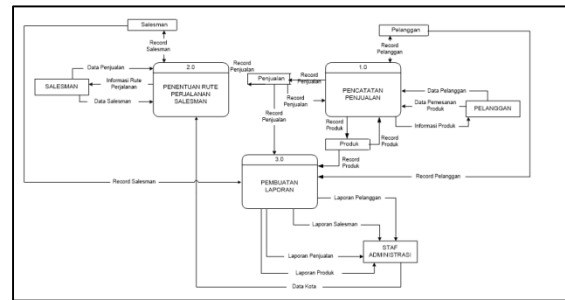 Salesman
Pelanggan
Record
Salesman
Record
Pelanggan
2.0
Record
Penjualan
1.0
Data Penjualan
Penjualan
Record
Penjualan
SALESMAN
Informasi Rute
Perjalanan
PENENTUAN RUTE
PERJALANAN
SALESMAN
Record
Penjualan
PENCATATAN
PENJUALAN
Data Pelanggan
Data Pemesanan
Produk
PELANGGAN
Data Salesman
Record
Penjualan
Record
Produk
Record
Produk
Informasi Produk
Produk
3.0
Record
Produk
Record Salesman
PEMBUATAN
LAPORAN
Record Pelanggan
Laporan Pelanggan
Laporan Salesman
Laporan Penjualan
STAF
ADMINISTRASI
Laporan Produk
Data Kota